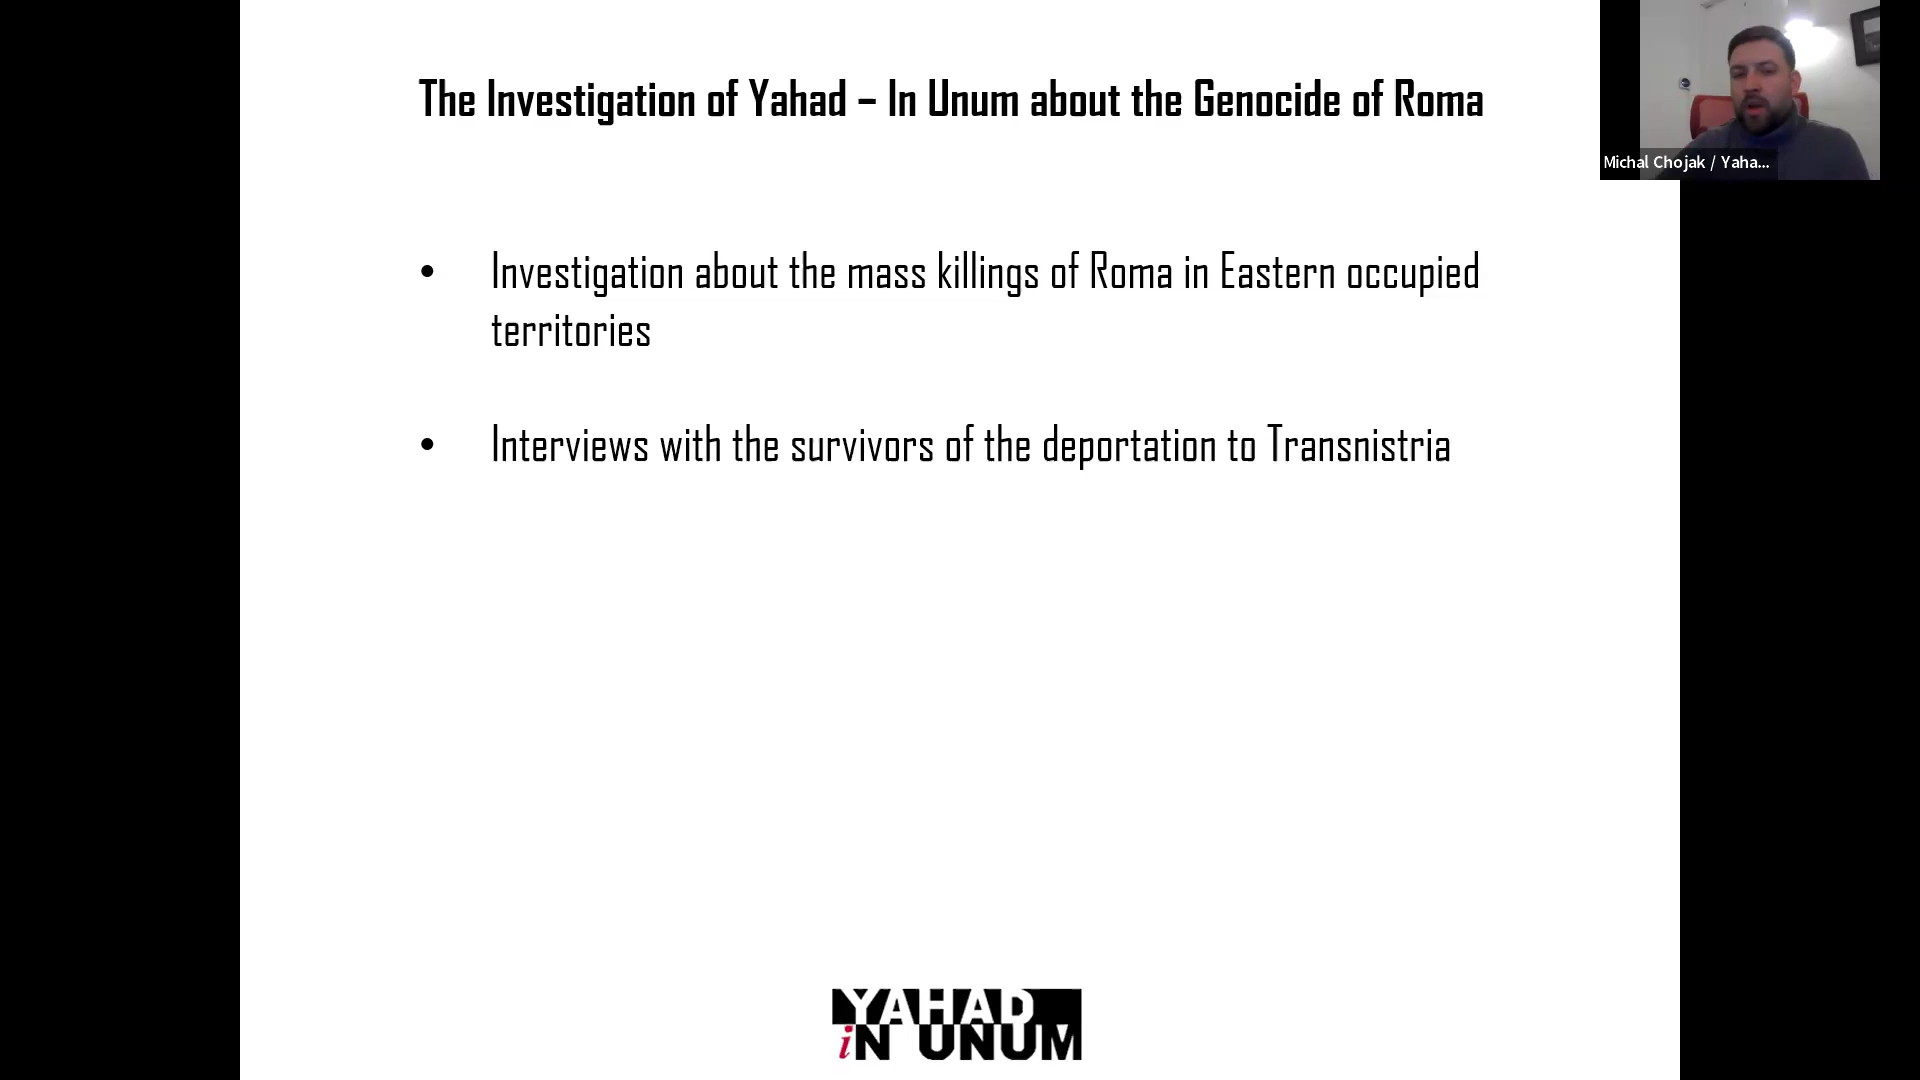 The Investigation of Yahad – In Unum about the Genocide of Roma
Michal Chojak / Yaha...
• Investigation about the mass killings of Roma in Eastern occupied
territories
• Interviews with the survivors of the deportation to Transnistria
YAHAD
iN UNUM